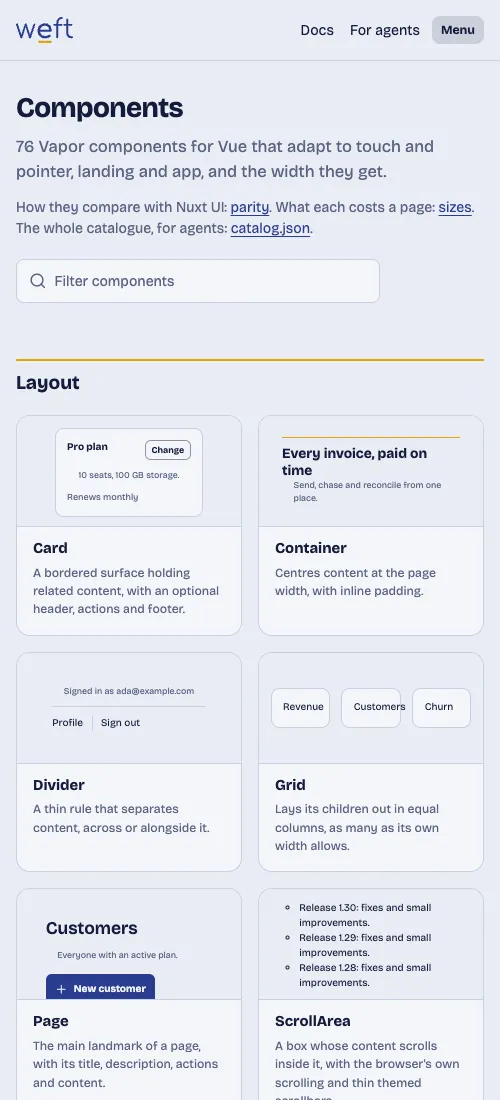 weft
Docs
For agents
Menu
Components
76 Vapor components for Vue that adapt to touch and
pointer, landing and app, and the width they get.
How they compare with Nuxt UI: parity. What each costs a page: sizes.
The whole catalogue, for agents: catalog.json.
Filter components
Layout
Pro plan
Change
10 seats, 100 GB storage.
Renews monthly
Card
A bordered surface holding
related content, with an optional
header, actions and footer.
Every invoice, paid on
time
Send, chase and reconcile from one
place.
Container
Centres content at the page
width, with inline padding.
Signed in as ada@example.com
Profile
Sign out
Divider
A thin rule that separates
content, across or alongside it.
Revenue
Customers
Churn
Grid
Lays its children out in equal
columns, as many as its own
width allows.
Customers
Everyone with an active plan.
+ New customer
Page
The main landmark of a page,
with its title, description, actions
and content.
Release 1.30: fixes and small
improvements.
Release 1.29: fixes and small
improvements.
Release 1.28: fixes and small
improvements.
ScrollArea
A box whose content scrolls
inside it, with the browser's own
scrolling and thin themed
scrollbars.